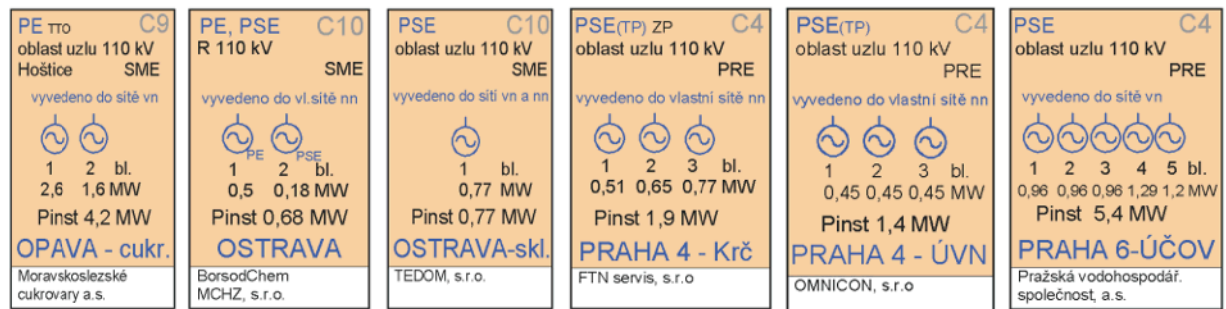 PE TTO C9
oblast uzlu 110 kV
Hoštice SME
vyvedeno do sítě vn
1 2 bl.
2,6 1,6 MW
Pinst 4,2 MW
OPAVA - cukr.
Moravskoslezské
cukrovary a.s.
PE, PSE C10
R 110 kV
SME
vyvedeno do vl.sítě nn
PE PSE
1 2 bl.
0,5 0,18 MW
Pinst 0,68 MW
OSTRAVA
BorsodChem
MCHZ, s.r.o.
PSE C10
oblast uzlu 110 kV
SME
vyvedeno do sítí vn a nn
1 bl.
0,77 MW
Pinst 0,77 MW
OSTRAVA-skl.
TEDOM, s.r.o.
PSE(TP) ZP C4
oblast uzlu 110 kV
PRE
vyvedeno do vlastní sítě nn
1 2 3 bl.
0,51 0,65 0,77 MW
Pinst 1,9 MW
PRAHA 4 - Krč
FTN servis, s.r.o
PSE(TP) C4
oblast uzlu 110 kV
PRE
vyvedeno do vlastní sítě nn
1 2 3 bl.
0,45 0,45 0,45 MW
Pinst 1,4 MW
PRAHA 4 - ÚVN
OMNICON, s.r.o
PSE C4
oblast uzlu 110 kV
PRE
vyvedeno do sítě vn
1 2 3 4 5 bl.
0,96 0,96 0,96 1,29 1,2 MW
Pinst 5,4 MW
PRAHA 6-ÚČOV
Pražská vodohospodář.
společnost, a.s.